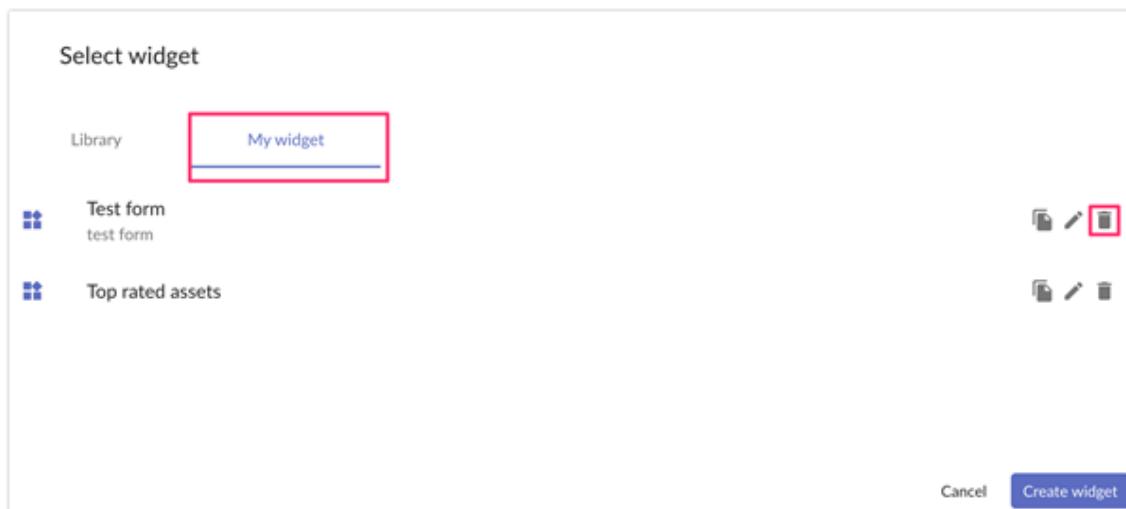 Select widget
Library
My widget
Test form
test form
Top rated assets
Cancel
Create widget